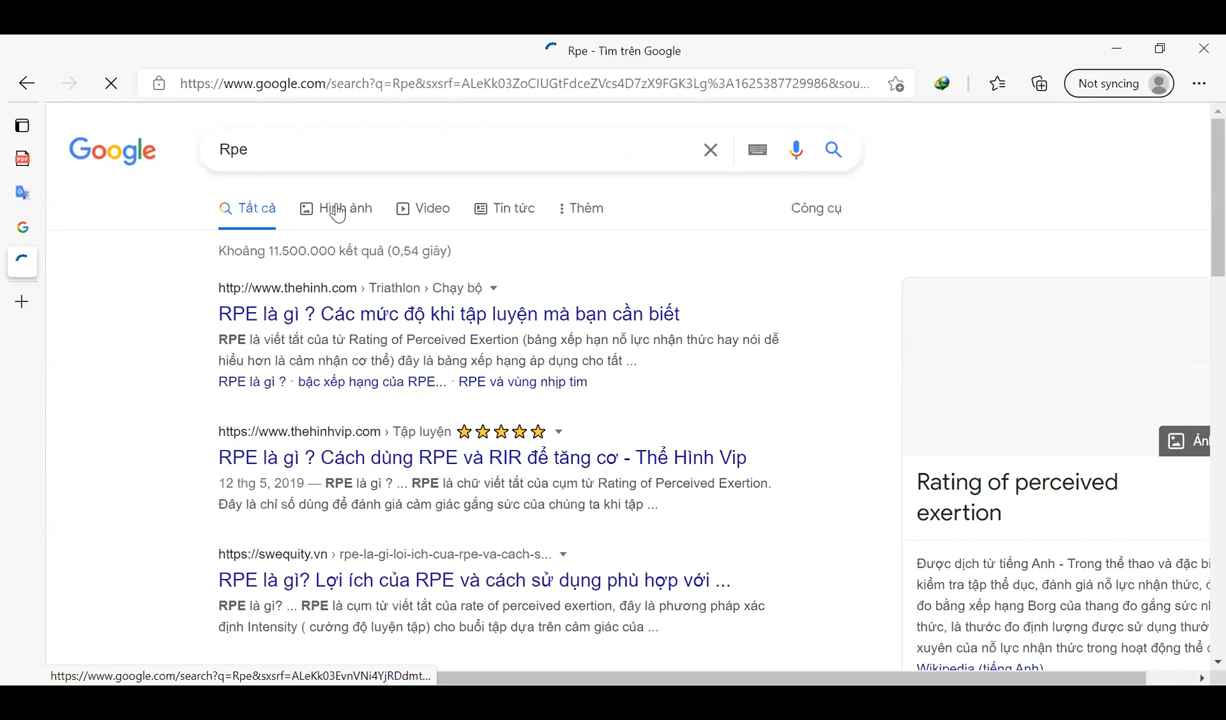 Rpe - Tìm trên Google
https://www.google.com/search?q=Rpe&sxsrf=ALeKk03ZoCIUGtFdceZVcs4D7zX9FGK3Lg%3A1625387729986&sou...
Not syncing
Google
Rpe
Tất cả
Hình ảnh
Video
Tin tức
Thêm
Công cụ
Khoảng 11.500.000 kết quả (0,54 giây)
http://www.thehinh.com › Triathlon › Chạy bộ
RPE là gì ? Các mức độ khi tập luyện mà bạn cần biết
RPE là viết tắt của từ Rating of Perceived Exertion (bảng xếp hạn nỗ lực nhận thức hay nói dễ
hiểu hơn là cảm nhận cơ thể) đây là bảng xếp hạng áp dụng cho tất ...
RPE là gì ? · bậc xếp hạng của RPE... · RPE và vùng nhịp tim
https://www.thehinhvip.com › Tập luyện
RPE là gì ? Cách dùng RPE và RIR để tăng cơ - Thể Hình Vip
12 thg 5, 2019 — RPE là gì ? ... RPE là chữ viết tắt của cụm từ Rating of Perceived Exertion.
Đây là chỉ số dùng để đánh giá cảm giác gắng sức của chúng ta khi tập ...
https://swequity.vn › rpe-la-gi-loi-ich-cua-rpe-va-cach-s...
RPE là gì? Lợi ích của RPE và cách sử dụng phù hợp với ...
RPE là gì? ... RPE là cụm từ viết tắt của rate of perceived exertion, đây là phương pháp xác
định Intensity ( cường độ luyện tập) cho buổi tập dựa trên cảm giác của ...
Rating of perceived
exertion
Được dịch từ tiếng Anh - Trong thể thao và đặc bi
kiểm tra tập thể dục, đánh giá nỗ lực nhận thức,
đo bằng xếp hạng Borg của thang đo gắng sức
thức, là thước đo định lượng được sử dụng
xuyên của nỗ lực nhận thức trong hoạt động thể
Wikipedia (tiếng Anh)
https://www.google.com/search?q=Rpe&sxsrf=ALeKk03EvnVNi4YjRDdmt...